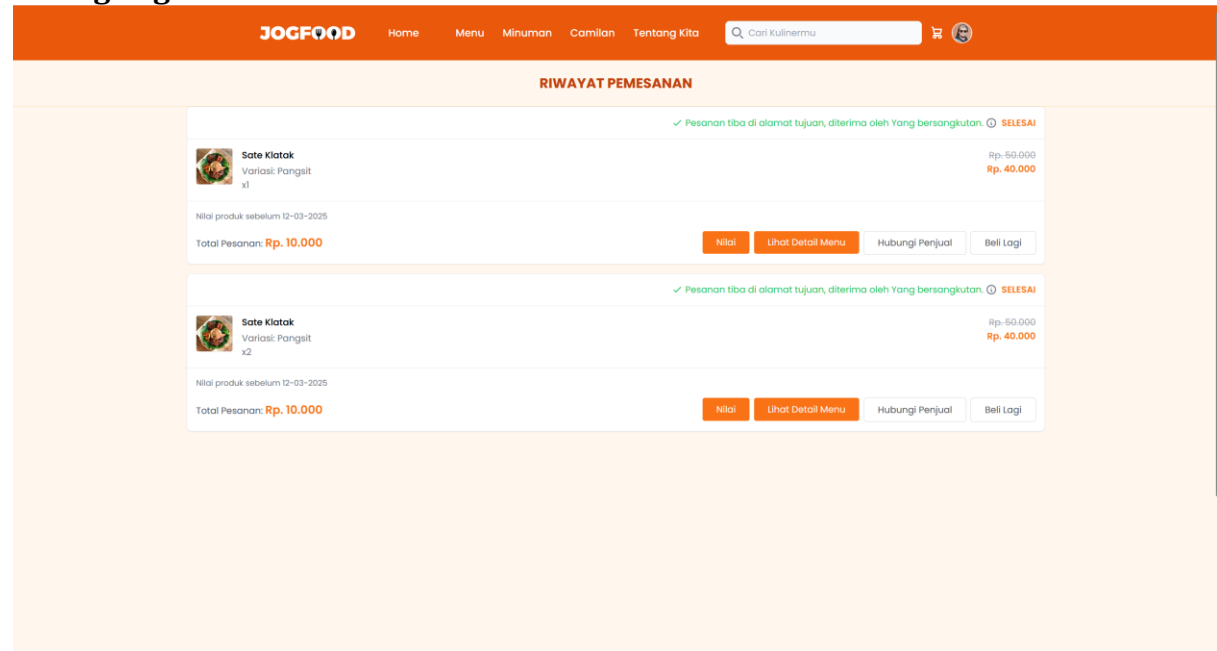 JOGFOOD Home Menu Minuman Camilan Tentang Kita Cari Kulinermu
RIWAYAT PEMESANAN
Pesanan tiba di alamat tujuan, diterima oleh Yang bersangkutan. SELESAI
Sate Klatak Rp. 50.000
Variasi: Pangsit Rp. 40.000
x1
Nilai produk sebelum 12-03-2025
Total Pesanan: Rp. 10.000 Nilai Lihat Detail Menu Hubungi Penjual Beli Lagi
Pesanan tiba di alamat tujuan, diterima oleh Yang bersangkutan. SELESAI
Sate Klatak Rp. 50.000
Variasi: Pangsit Rp. 40.000
x2
Nilai produk sebelum 12-03-2025
Total Pesanan: Rp. 10.000 Nilai Lihat Detail Menu Hubungi Penjual Beli Lagi